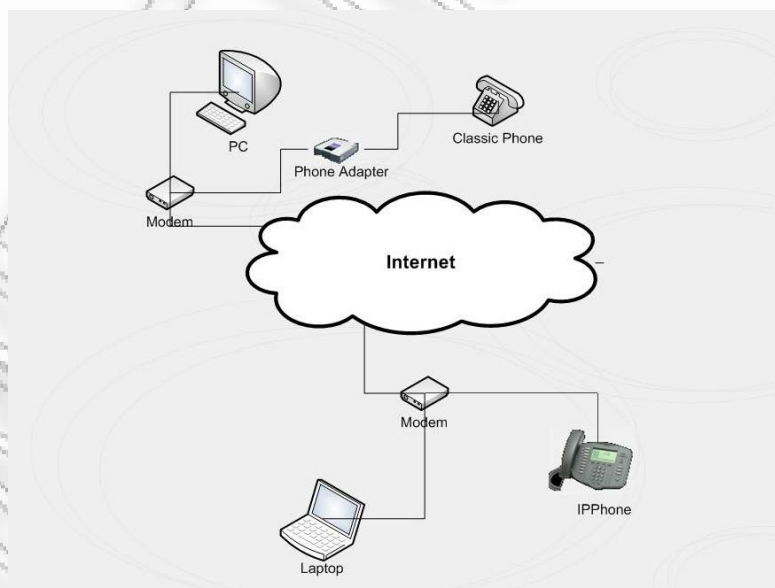 PC
Classic Phone
Phone Adapter
Modem
Internet
Modem
IPPhone
Laptop